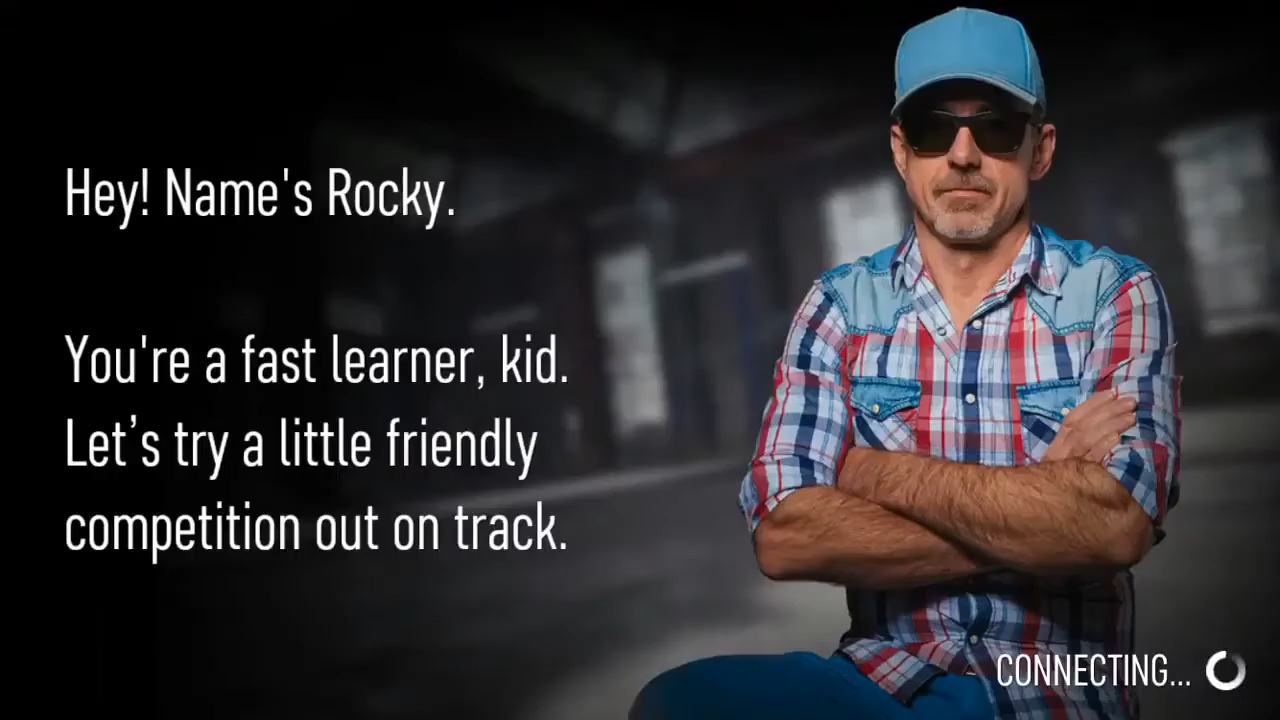 Hey! Name's Rocky.
You're a fast learner, kid.
Let’s try a little friendly
competition out on track.
CONNECTING...